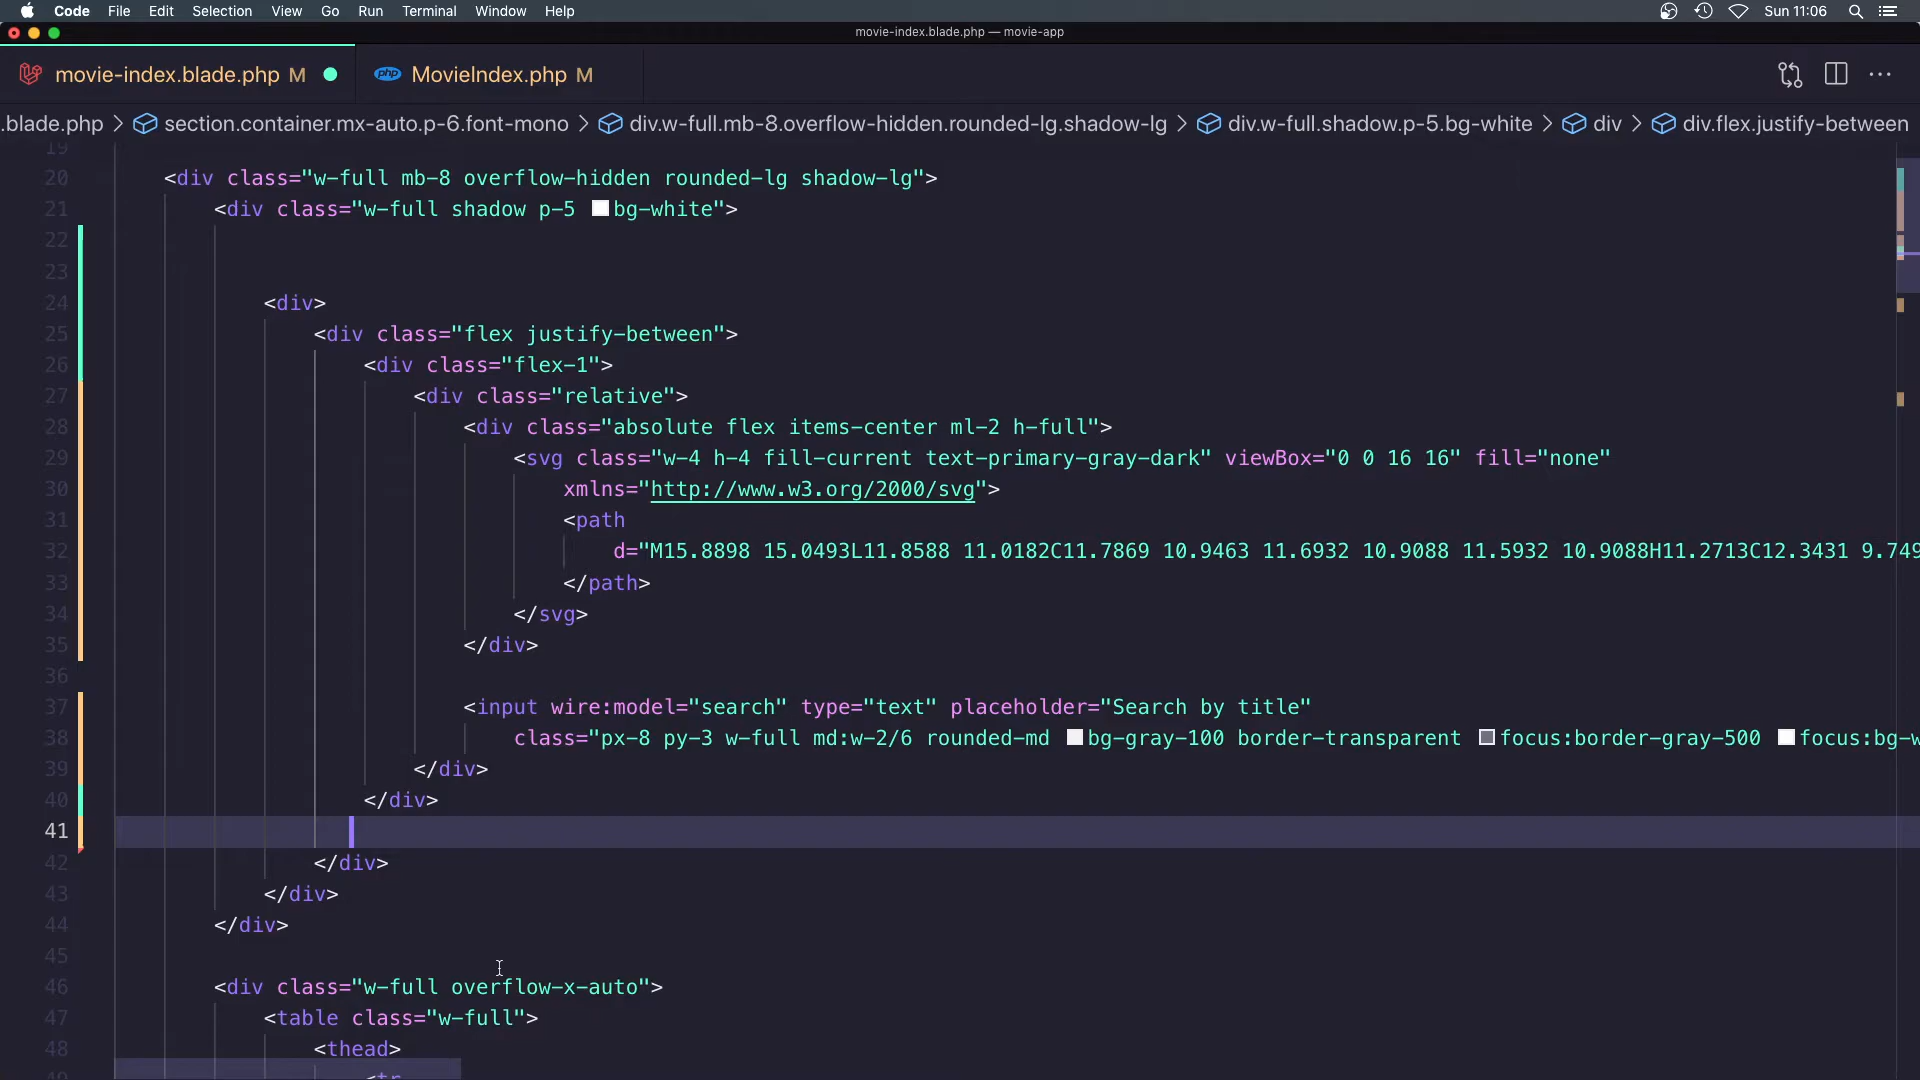 Code File Edit Selection View Go Run Terminal Window Help Sun 11:06
movie-index.blade.php — movie-app
movie-index.blade.php M MovieIndex.php M
.blade.php > section.container.mx-auto.p-6.font-mono > div.w-full.mb-8.overflow-hidden.rounded-lg.shadow-lg > div.w-full.shadow.p-5.bg-white > div > div.flex.justify-between
19
20 <div class="w-full mb-8 overflow-hidden rounded-lg shadow-lg">
21 <div class="w-full shadow p-5 bg-white">
22
23
24 <div>
25 <div class="flex justify-between">
26 <div class="flex-1">
27 <div class="relative">
28 <div class="absolute flex items-center ml-2 h-full">
29 <svg class="w-4 h-4 fill-current text-primary-gray-dark" viewBox="0 0 16 16" fill="none"
30 xmlns="http://www.w3.org/2000/svg">
31 <path
32 d="M15.8898 15.0493L11.8588 11.0182C11.7869 10.9463 11.6932 10.9088 11.5932 10.9088H11.2713C12.3431 9.749
33 </path>
34 </svg>
35 </div>
36
37 <input wire:model="search" type="text" placeholder="Search by title"
38 class="px-8 py-3 w-full md:w-2/6 rounded-md bg-gray-100 border-transparent focus:border-gray-500 focus:bg-w
39 </div>
40 </div>
41
42 </div>
43 </div>
44 </div>
45
46 <div class="w-full overflow-x-auto">
47 <table class="w-full">
48 <thead>
49 <tr